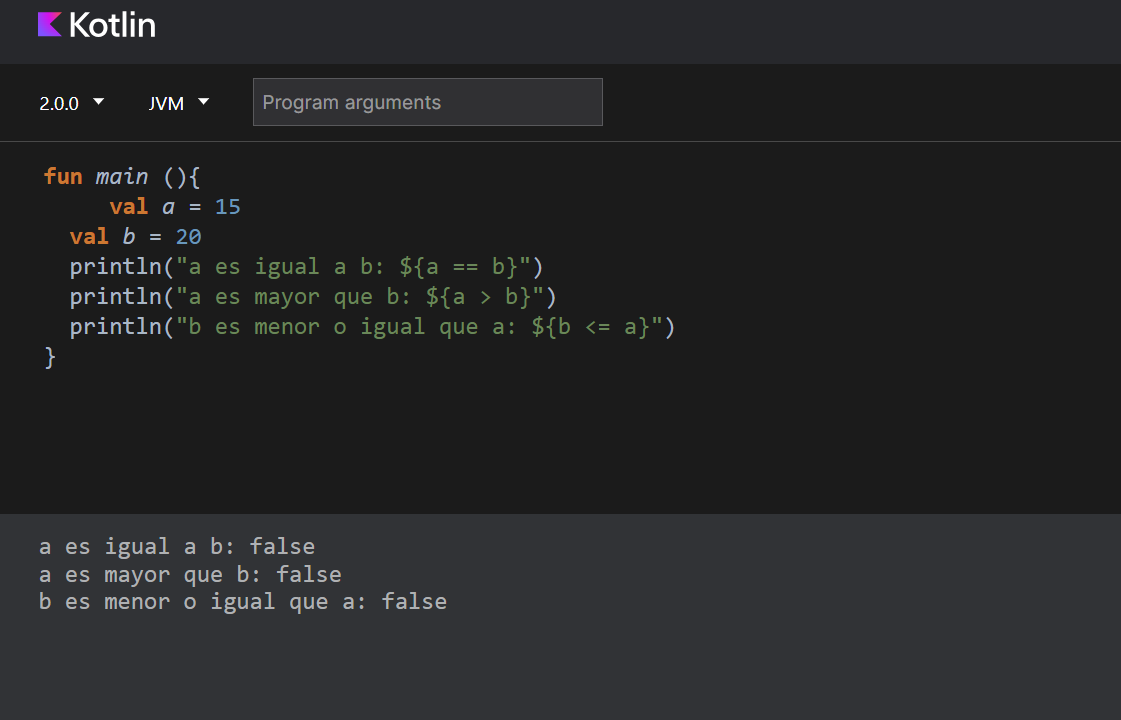 Kotlin
2.0.0 JVM Program arguments
fun main (){
     val a = 15
  val b = 20
  println("a es igual a b: ${a == b}")
  println("a es mayor que b: ${a > b}")
  println("b es menor o igual que a: ${b <= a}")
}
a es igual a b: false
a es mayor que b: false
b es menor o igual que a: false